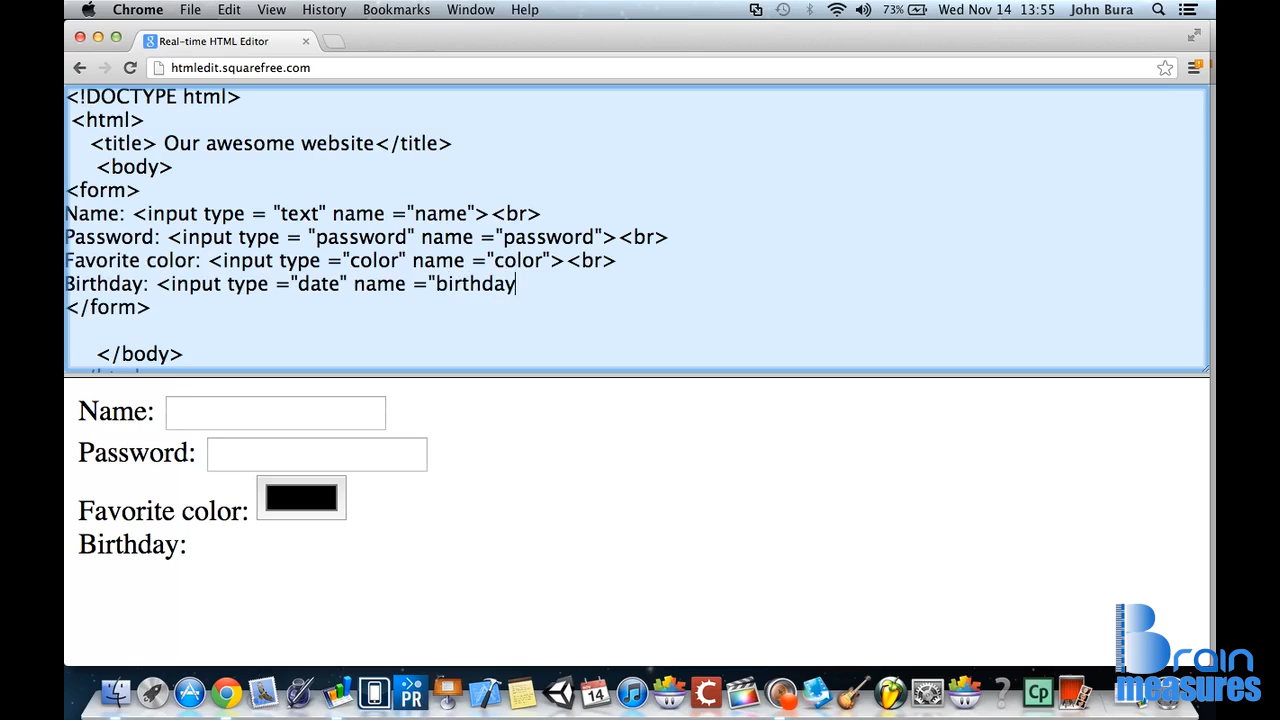 Chrome File Edit View History Bookmarks Window Help 73% Wed Nov 14 13:55 John Bura
Real-time HTML Editor
htmledit.squarefree.com
<!DOCTYPE html>
<html>
<title> Our awesome website</title>
<body>
<form>
Name: <input type = "text" name ="name"><br>
Password: <input type = "password" name ="password"><br>
Favorite color: <input type ="color" name ="color"><br>
Birthday: <input type ="date" name ="birthday
</form>
</body>
Name:
Password:
Favorite color:
Birthday:
Brain
measures
PR 14 Cp